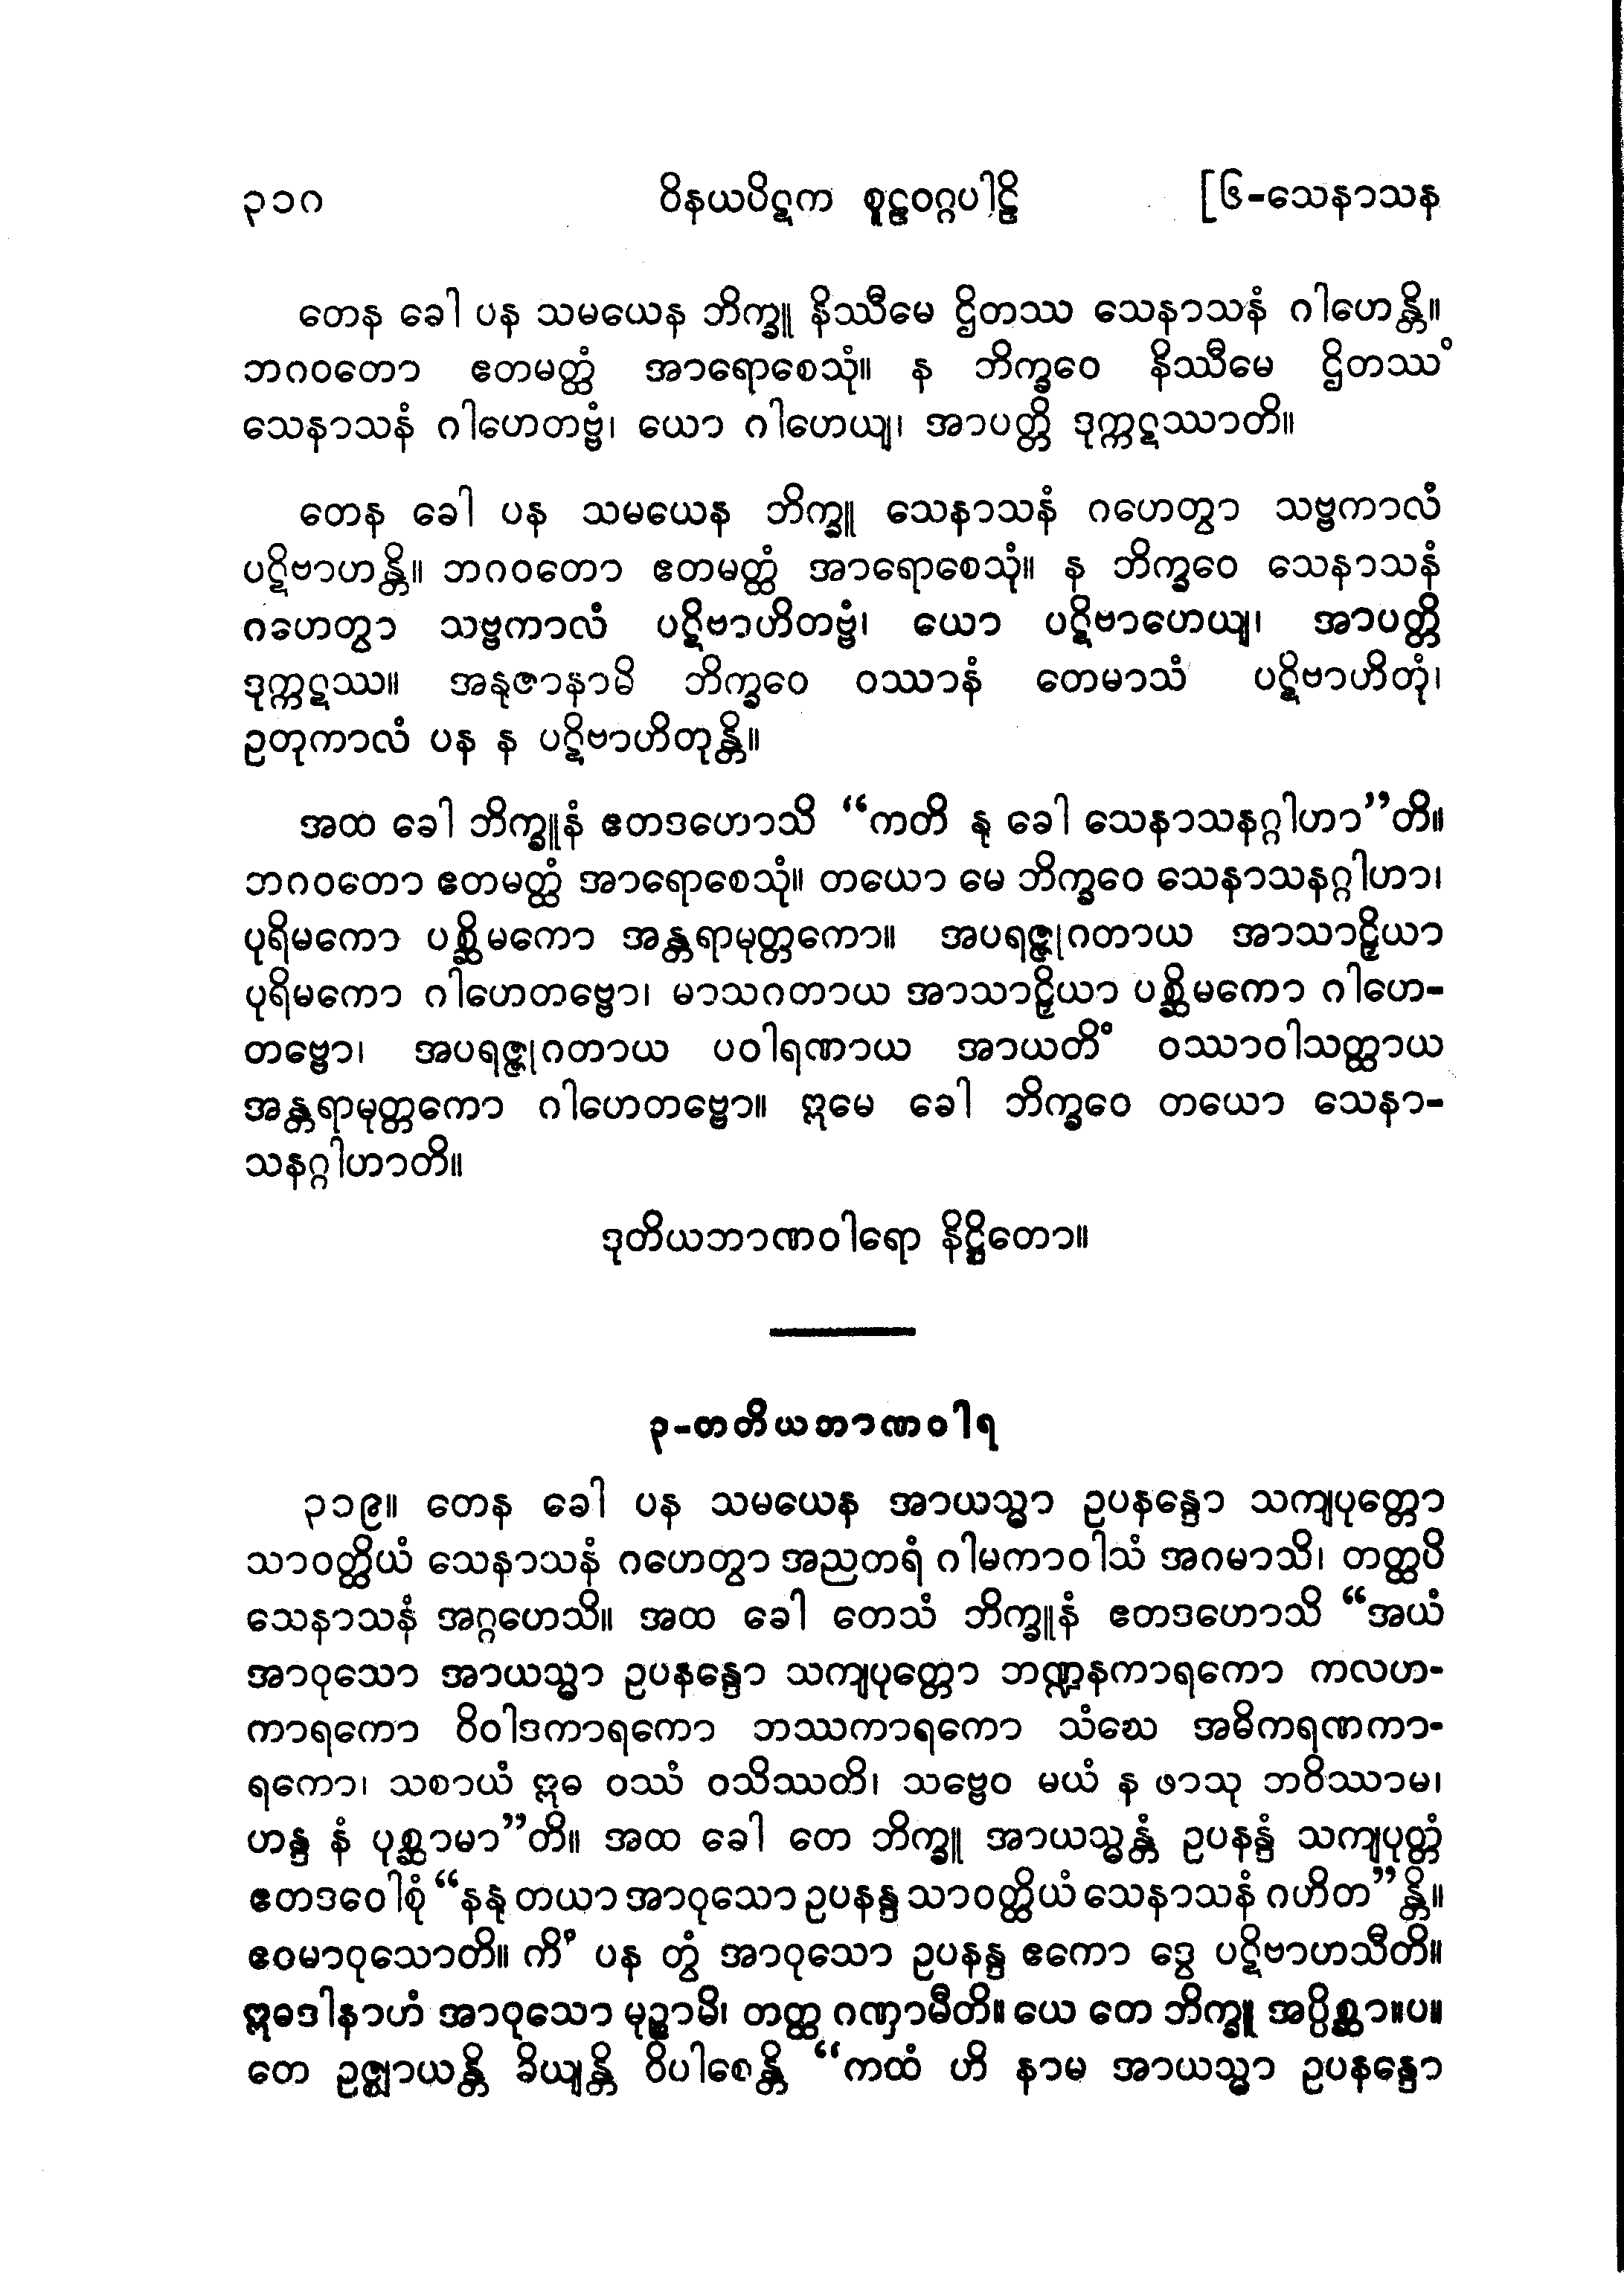 ၃၁၀ ဝိနယပိဋက စူဠဝဂ္ဂပါဠိ [၆-သေနာသန
တေန ခေါ ပန သမယေန ဘိက္ခူ နိဿီမေ ဌိတဿ သေနာသနံ ဂါဟေန္တိ။
ဘဂဝတော ဧတမတ္ထံ အာရောစေသုံ။ န ဘိက္ခဝေ နိဿီမေ ဌိတဿံ
သေနာသနံ ဂါဟေတဗ္ဗံ၊ ယော ဂါဟေယျ၊ အာပတ္တိ ဒုက္ကဋဿာတိ။
တေန ခေါ ပန သမယေန ဘိက္ခူ သေနာသနံ ဂဟေတွာ သဗ္ဗကာလံ
ပဋိဗာဟန္တိ။ ဘဂဝတော ဧတမတ္ထံ အာရောစေသုံ။ န ဘိက္ခဝေ သေနာသနံ
ဂဟေတွာ သဗ္ဗကာလံ ပဋိဗာဟိတဗ္ဗံ၊ ယော ပဋိဗာဟေယျ၊ အာပတ္တိ
ဒုက္ကဋဿ။ အနုဇာနာမိ ဘိက္ခဝေ ဝဿာနံ တေမာသံ ပဋိဗာဟိတုံ၊
ဥတုကာလံ ပန န ပဋိဗာဟိတုန္တိ။
အထ ခေါ ဘိက္ခူနံ ဧတဒဟောသိ “ကတိ နု ခေါ သေနာသနဂ္ဂါဟာ”တိ။
ဘဂဝတော ဧတမတ္ထံ အာရောစေသုံ။ တယော မေ ဘိက္ခဝေ သေနာသနဂ္ဂါဟာ၊
ပုရိမကော ပစ္ဆိမကော အန္တရာမုတ္တကော။ အပရဇ္ဇုဂတာယ အာသာဠှိယာ
ပုရိမကော ဂါဟေတဗ္ဗော၊ မာသဂတာယ အာသာဠှိယာ ပစ္ဆိမကော ဂါဟေ-
တဗ္ဗော၊ အပရဇ္ဇုဂတာယ ပဝါရဏာယ အာယတိံ ဝဿာဝါသတ္ထာယ
အန္တရာမုတ္တကော ဂါဟေတဗ္ဗော။ ဣမေ ခေါ ဘိက္ခဝေ တယော သေနာ-
သနဂ္ဂါဟာတိ။
ဒုတိယဘာဏဝါရော နိဋ္ဌိတော။
၃-တတိယဘာဏဝါရ
၃၁၉။ တေန ခေါ ပန သမယေန အာယသ္မာ ဥပနန္ဒော သကျပုတ္တော
သာဝတ္ထိယံ သေနာသနံ ဂဟေတွာ အညတရံ ဂါမကာဝါသံ အဂမာသိ၊ တတ္ထပိ
သေနာသနံ အဂ္ဂဟေသိ။ အထ ခေါ တေသံ ဘိက္ခူနံ ဧတဒဟောသိ “အယံ
အာဝုသော အာယသ္မာ ဥပနန္ဒော သကျပုတ္တော ဘဏ္ဍနကာရကော ကလဟ-
ကာရကော ဝိဝါဒကာရကော ဘဿကာရကော သံဃေ အဓိကရဏကာ-
ရကော၊ သစာယံ ဣဓ ဝဿံ ဝသိဿတိ၊ သဗ္ဗေဝ မယံ န ဖာသု ဘဝိဿာမ၊
ဟန္ဒ နံ ပုစ္ဆာမာ”တိ။ အထ ခေါ တေ ဘိက္ခူ အာယသ္မန္တံ ဥပနန္ဒံ သကျပုတ္တံ
ဧတဒဝေါစုံ “နနု တယာ အာဝုသော ဥပနန္ဒ သာဝတ္ထိယံ သေနာသနံ ဂဟိတ”န္တိ။
ဧဝမာဝုသောတိ။ ကိံ ပန တွံ အာဝုသော ဥပနန္ဒ ဧကော ဒွေ ပဋိဗာဟသီတိ။
ဣဓဒါနာဟံ အာဝုသော မုဉ္စာမိ၊ တတ္ထ ဂဏှာမီတိ။ ယေ တေ ဘိက္ခူ အပ္ပိစ္ဆာ။ပ။
တေ ဥဇ္ဈာယန္တိ ခိယျန္တိ ဝိပါစေန္တိ “ကထံ ဟိ နာမ အာယသ္မာ ဥပနန္ဒော